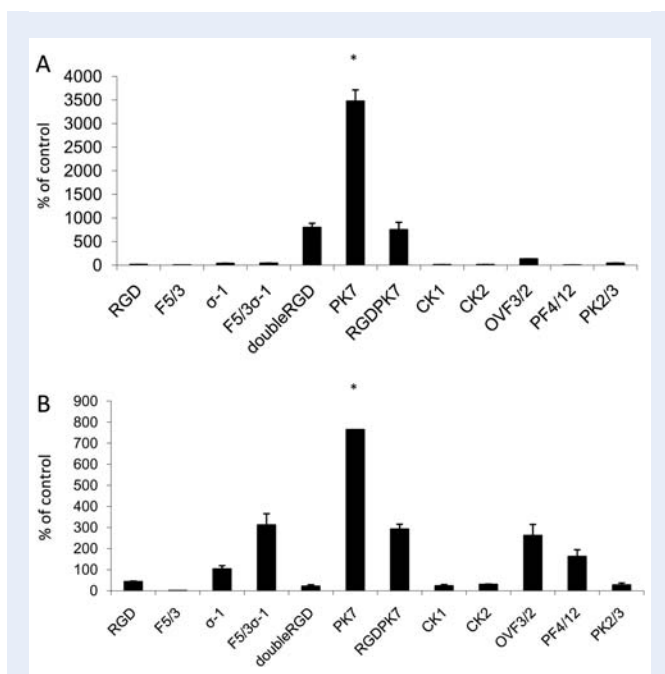 A
*
% of control
4000
3500
3000
2500
2000
1500
1000
500
0
RGD
F5/3
σ-1
F5/3σ-1
doubleRGD
PK7
RGDPK7
CK1
CK2
OVF3/2
PF4/12
PK2/3
B
*
% of control
900
800
700
600
500
400
300
200
100
0
RGD
F5/3
σ-1
F5/3σ-1
doubleRGD
PK7
RGDPK7
CK1
CK2
OVF3/2
PF4/12
PK2/3